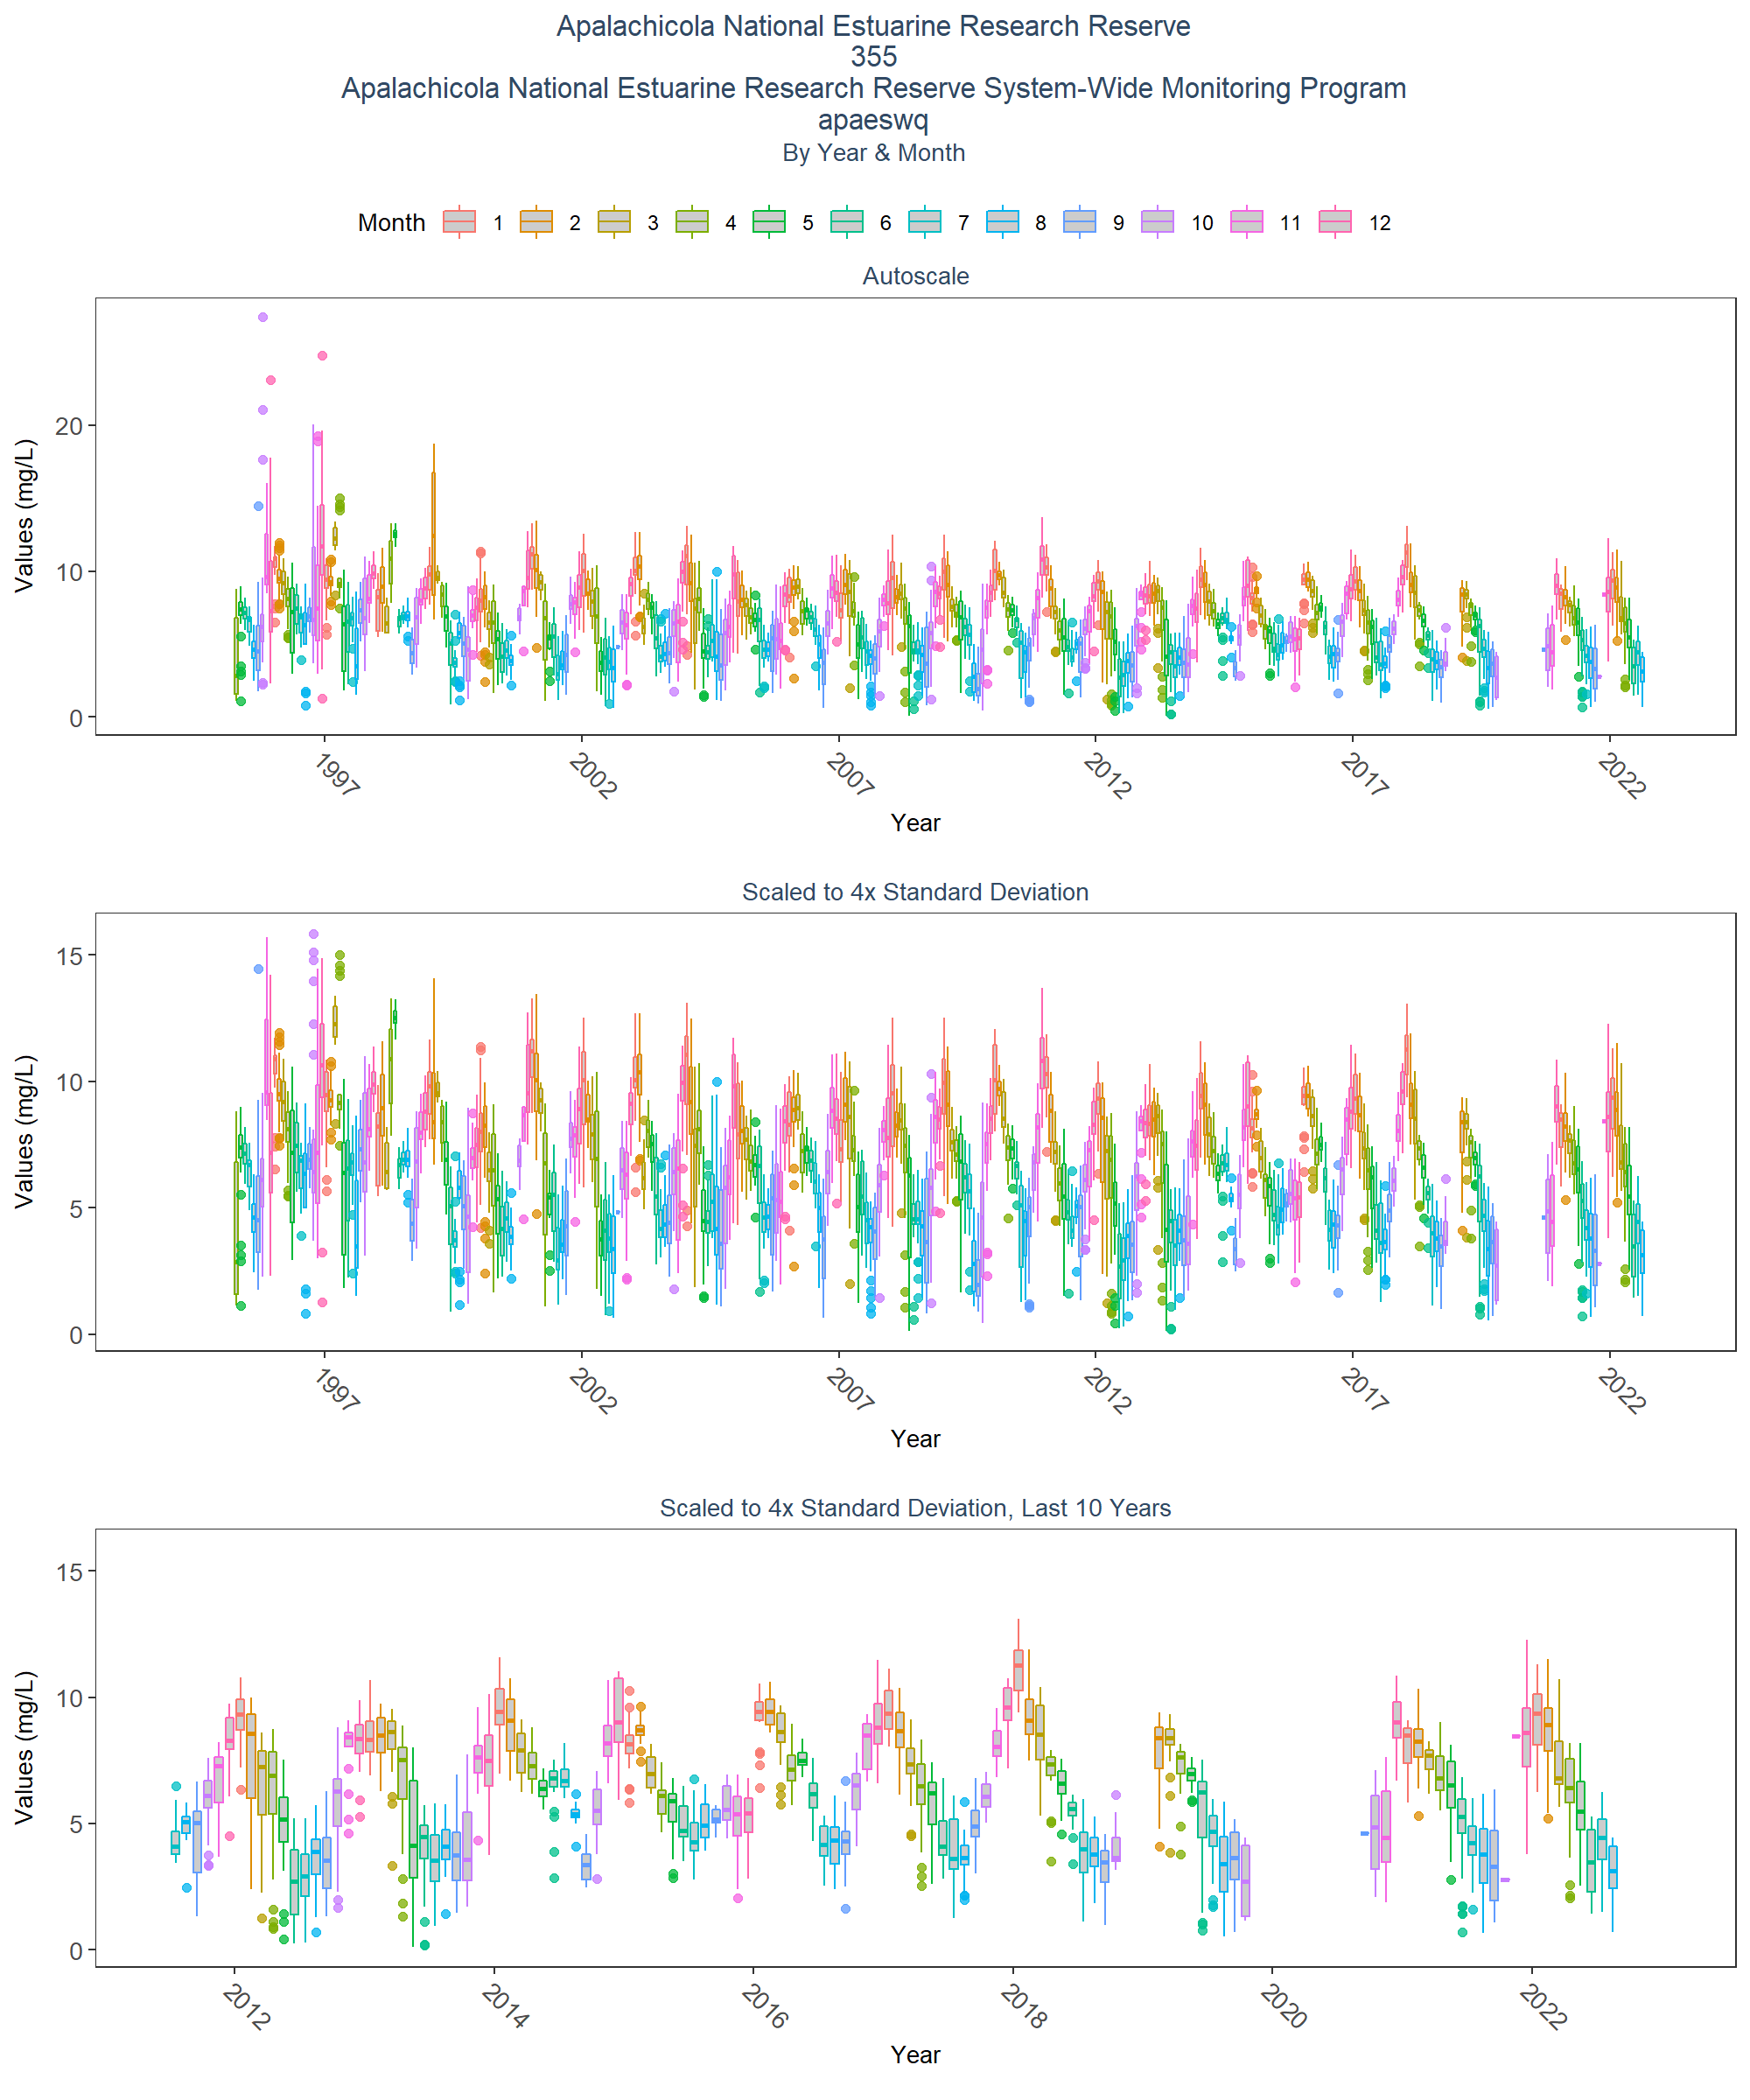 Apalachicola National Estuarine Research Reserve
355
Apalachicola National Estuarine Research Reserve System-Wide Monitoring Program
apaeswq
By Year & Month
Month 1 2 3 4 5 6 7 8 9 10 11 12
Autoscale
Values (mg/L)
20
10
0
1997 2002 2007 2012 2017 2022
Year
Scaled to 4x Standard Deviation
Values (mg/L)
15
10
5
0
1997 2002 2007 2012 2017 2022
Year
Scaled to 4x Standard Deviation, Last 10 Years
Values (mg/L)
15
10
5
0
2012 2014 2016 2018 2020 2022
Year